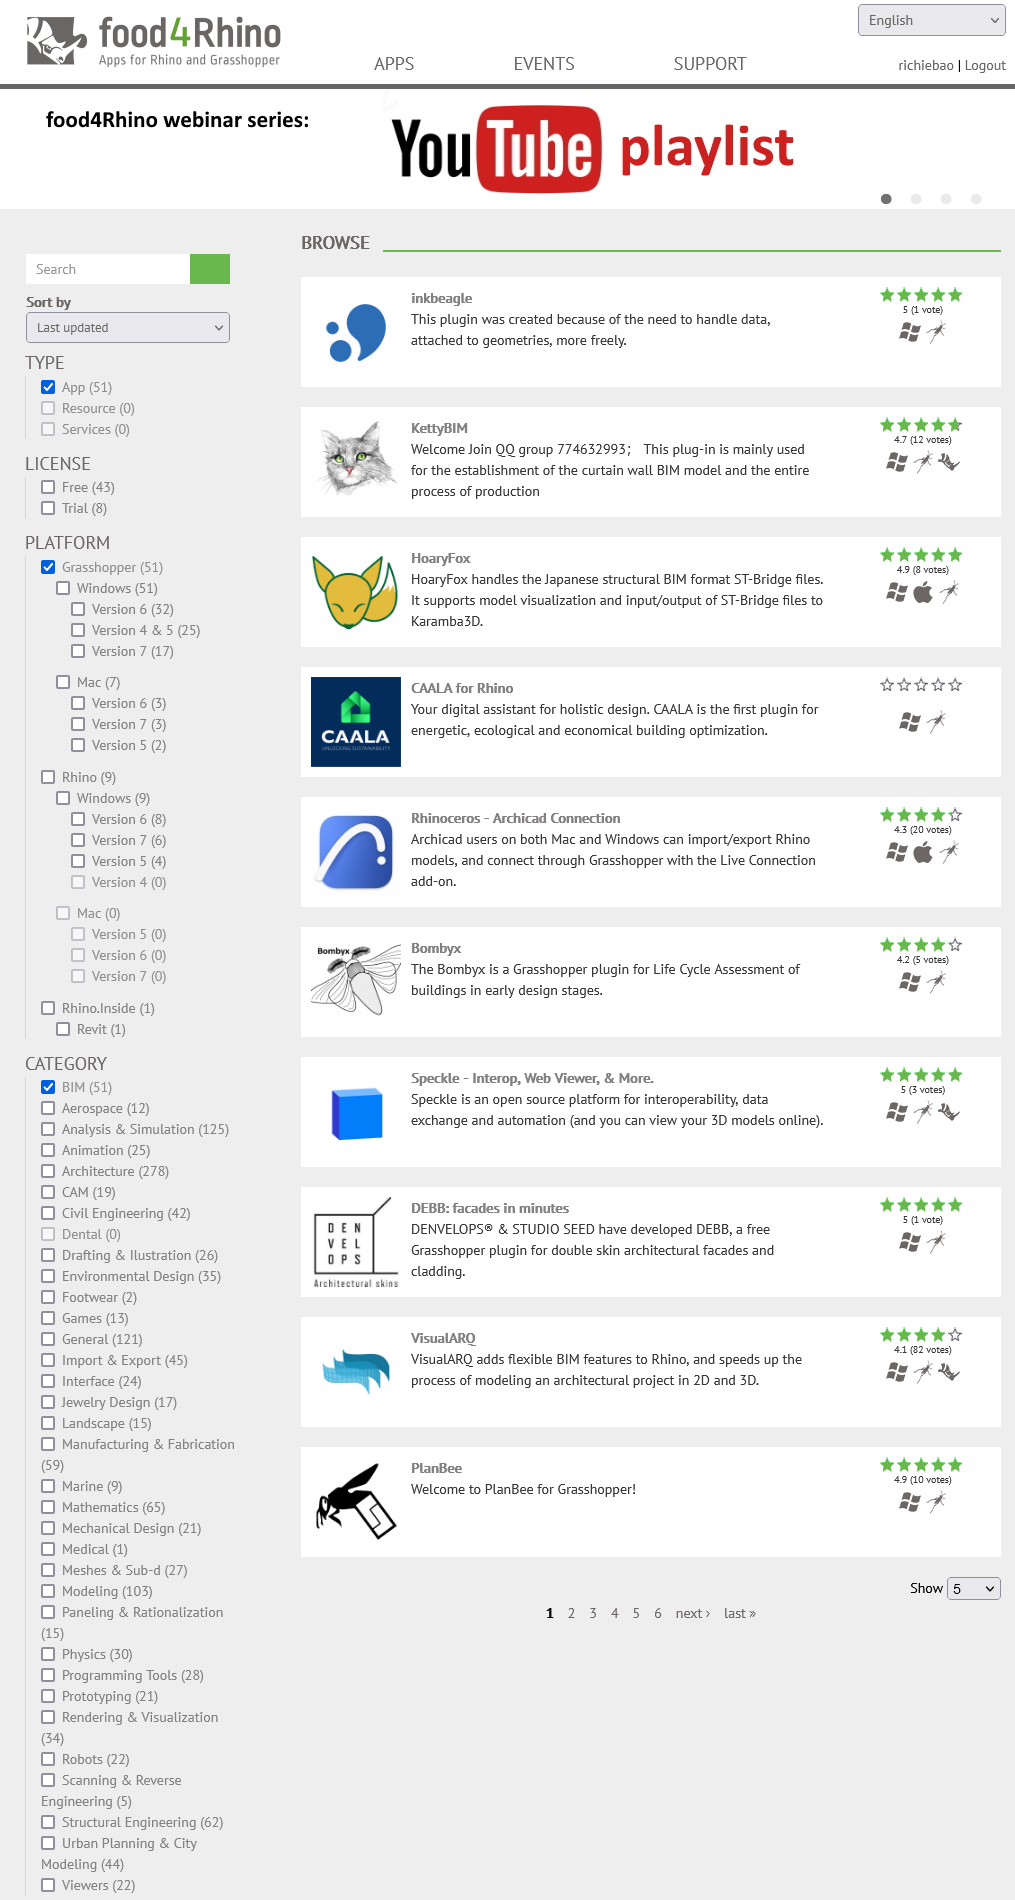 food4Rhino
Apps for Rhino and Grasshopper
APPS
EVENTS
SUPPORT
English
richiebao | Logout
food4Rhino webinar series:
YouTube playlist
Search
Sort by
Last updated
TYPE
App (51)
Resource (0)
Services (0)
LICENSE
Free (43)
Trial (8)
PLATFORM
Grasshopper (51)
Windows (51)
Version 6 (32)
Version 4 & 5 (25)
Version 7 (17)
Mac (7)
Version 6 (3)
Version 7 (3)
Version 5 (2)
Rhino (9)
Windows (9)
Version 6 (8)
Version 7 (6)
Version 5 (4)
Version 4 (0)
Mac (0)
Version 5 (0)
Version 6 (0)
Version 7 (0)
Rhino.Inside (1)
Revit (1)
CATEGORY
BIM (51)
Aerospace (12)
Analysis & Simulation (125)
Animation (25)
Architecture (278)
CAM (19)
Civil Engineering (42)
Dental (0)
Drafting & Ilustration (26)
Environmental Design (35)
Footwear (2)
Games (13)
General (121)
Import & Export (45)
Interface (24)
Jewelry Design (17)
Landscape (15)
Manufacturing & Fabrication
(59)
Marine (9)
Mathematics (65)
Mechanical Design (21)
Medical (1)
Meshes & Sub-d (27)
Modeling (103)
Paneling & Rationalization
(15)
Physics (30)
Programming Tools (28)
Prototyping (21)
Rendering & Visualization
(34)
Robots (22)
Scanning & Reverse
Engineering (5)
Structural Engineering (62)
Urban Planning & City
Modeling (44)
Viewers (22)
BROWSE
inkbeagle
This plugin was created because of the need to handle data,
attached to geometries, more freely.
5 (1 vote)
KettyBIM
Welcome Join QQ group 774632993； This plug-in is mainly used
for the establishment of the curtain wall BIM model and the entire
process of production
4.7 (12 votes)
HoaryFox
HoaryFox handles the Japanese structural BIM format ST-Bridge files.
It supports model visualization and input/output of ST-Bridge files to
Karamba3D.
4.9 (8 votes)
CAALA
UNLOCKING SUSTAINABILITY
CAALA for Rhino
Your digital assistant for holistic design. CAALA is the first plugin for
energetic, ecological and economical building optimization.
Rhinoceros - Archicad Connection
Archicad users on both Mac and Windows can import/export Rhino
models, and connect through Grasshopper with the Live Connection
add-on.
4.3 (20 votes)
Bombyx
Bombyx
The Bombyx is a Grasshopper plugin for Life Cycle Assessment of
buildings in early design stages.
4.2 (5 votes)
Speckle - Interop, Web Viewer, & More.
Speckle is an open source platform for interoperability, data
exchange and automation (and you can view your 3D models online).
5 (3 votes)
DEN
VEL
OPS
Architectural skins
DEBB: facades in minutes
DENVELOPS® & STUDIO SEED have developed DEBB, a free
Grasshopper plugin for double skin architectural facades and
cladding.
5 (1 vote)
VisualARQ
VisualARQ adds flexible BIM features to Rhino, and speeds up the
process of modeling an architectural project in 2D and 3D.
4.1 (82 votes)
PlanBee
Welcome to PlanBee for Grasshopper!
4.9 (10 votes)
Show 5
1 2 3 4 5 6 next › last »